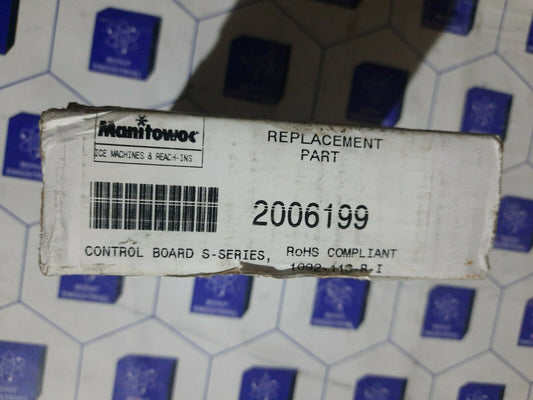 Manitowoc
ICE MACHINES & REACH-INS
REPLACEMENT
PART
2006199
CONTROL BOARD S-SERIES, RoHS COMPLIANT